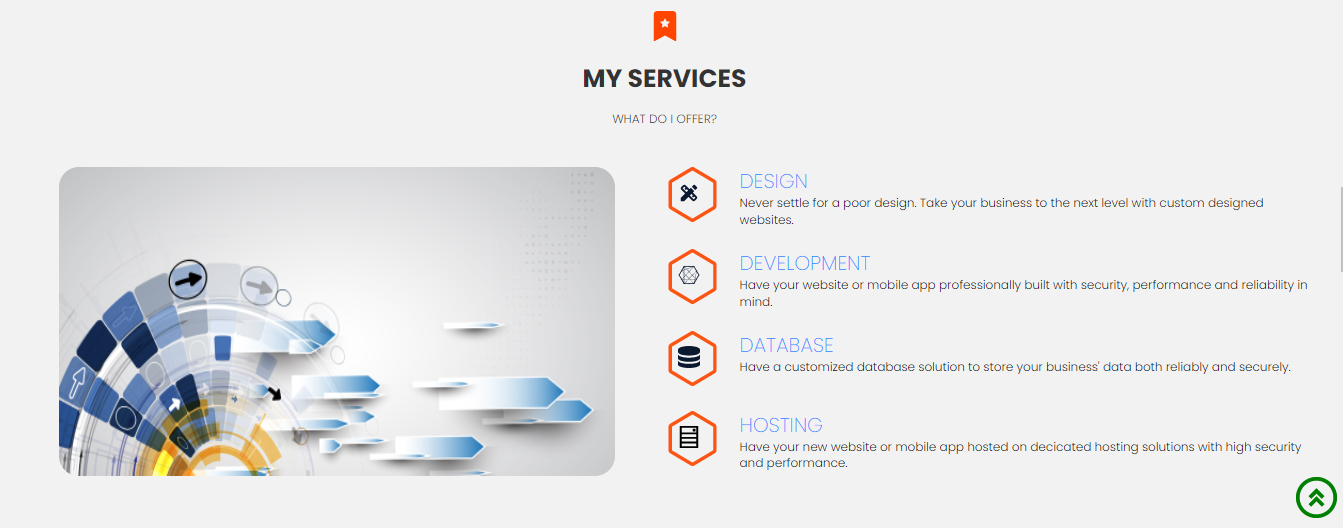 MY SERVICES
WHAT DO I OFFER?
DESIGN
Never settle for a poor design. Take your business to the next level with custom designed
websites.
DEVELOPMENT
Have your website or mobile app professionally built with security, performance and reliability in
mind.
DATABASE
Have a customized database solution to store your business' data both reliably and securely.
HOSTING
Have your new website or mobile app hosted on decicated hosting solutions with high security
and performance.